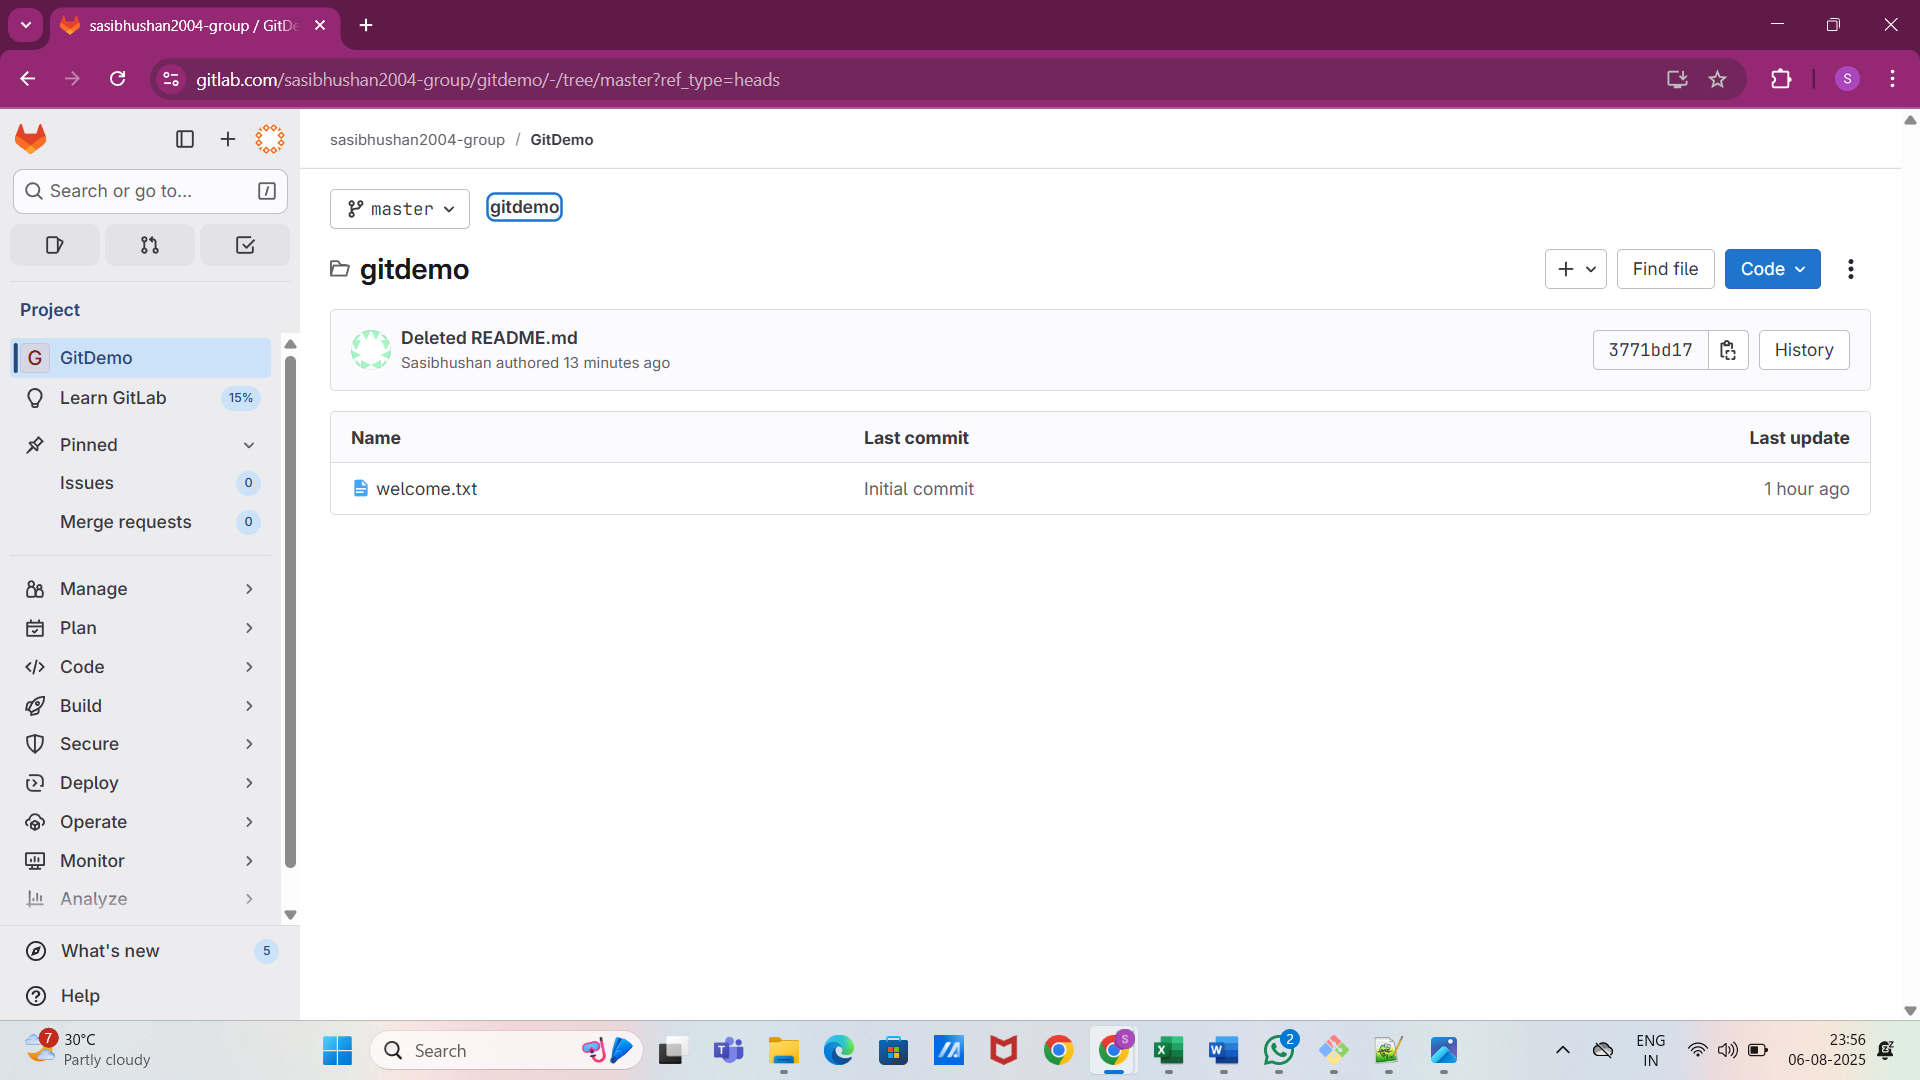 sasibhushan2004-group / GitDe
gitlab.com/sasibhushan2004-group/gitdemo/-/tree/master?ref_type=heads
S
Search or go to...
/
Project
G GitDemo
Learn GitLab 15%
Pinned
Issues 0
Merge requests 0
Manage
Plan
Code
Build
Secure
Deploy
Operate
Monitor
Analyze
What's new 5
Help
sasibhushan2004-group / GitDemo
master gitdemo
gitdemo
Find file Code
Deleted README.md
Sasibhushan authored 13 minutes ago
3771bd17 History
Name Last commit Last update
welcome.txt Initial commit 1 hour ago
7 30°C
Partly cloudy
Search
S
2
ENG
IN
23:56
06-08-2025